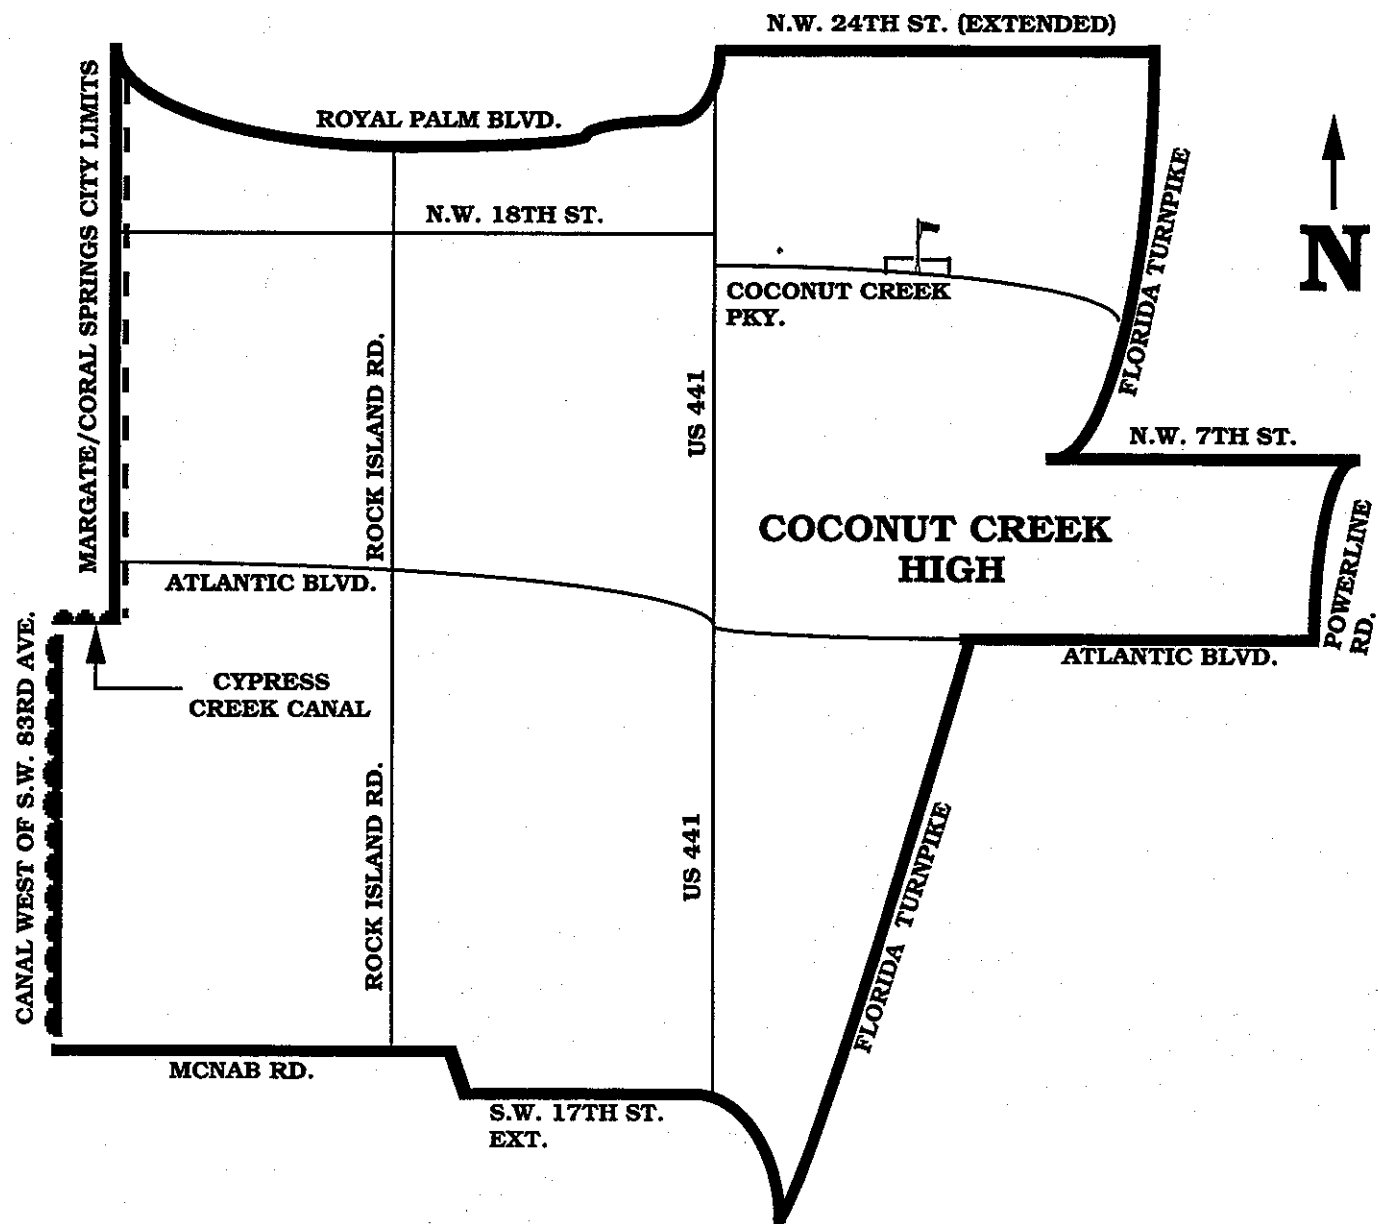 N.W. 24TH ST. (EXTENDED)
ROYAL PALM BLVD.
MARGATE/CORAL SPRINGS CITY LIMITS
N.W. 18TH ST.
FLORIDA TURNPIKE
N
COCONUT CREEK
PKY.
ROCK ISLAND RD.
US 441
N.W. 7TH ST.
COCONUT CREEK
HIGH
POWERLINE
RD.
ATLANTIC BLVD.
ATLANTIC BLVD.
CYPRESS
CREEK CANAL
CANAL WEST OF S.W. 83RD AVE.
ROCK ISLAND RD.
US 441
FLORIDA TURNPIKE
MCNAB RD.
S.W. 17TH ST.
EXT.